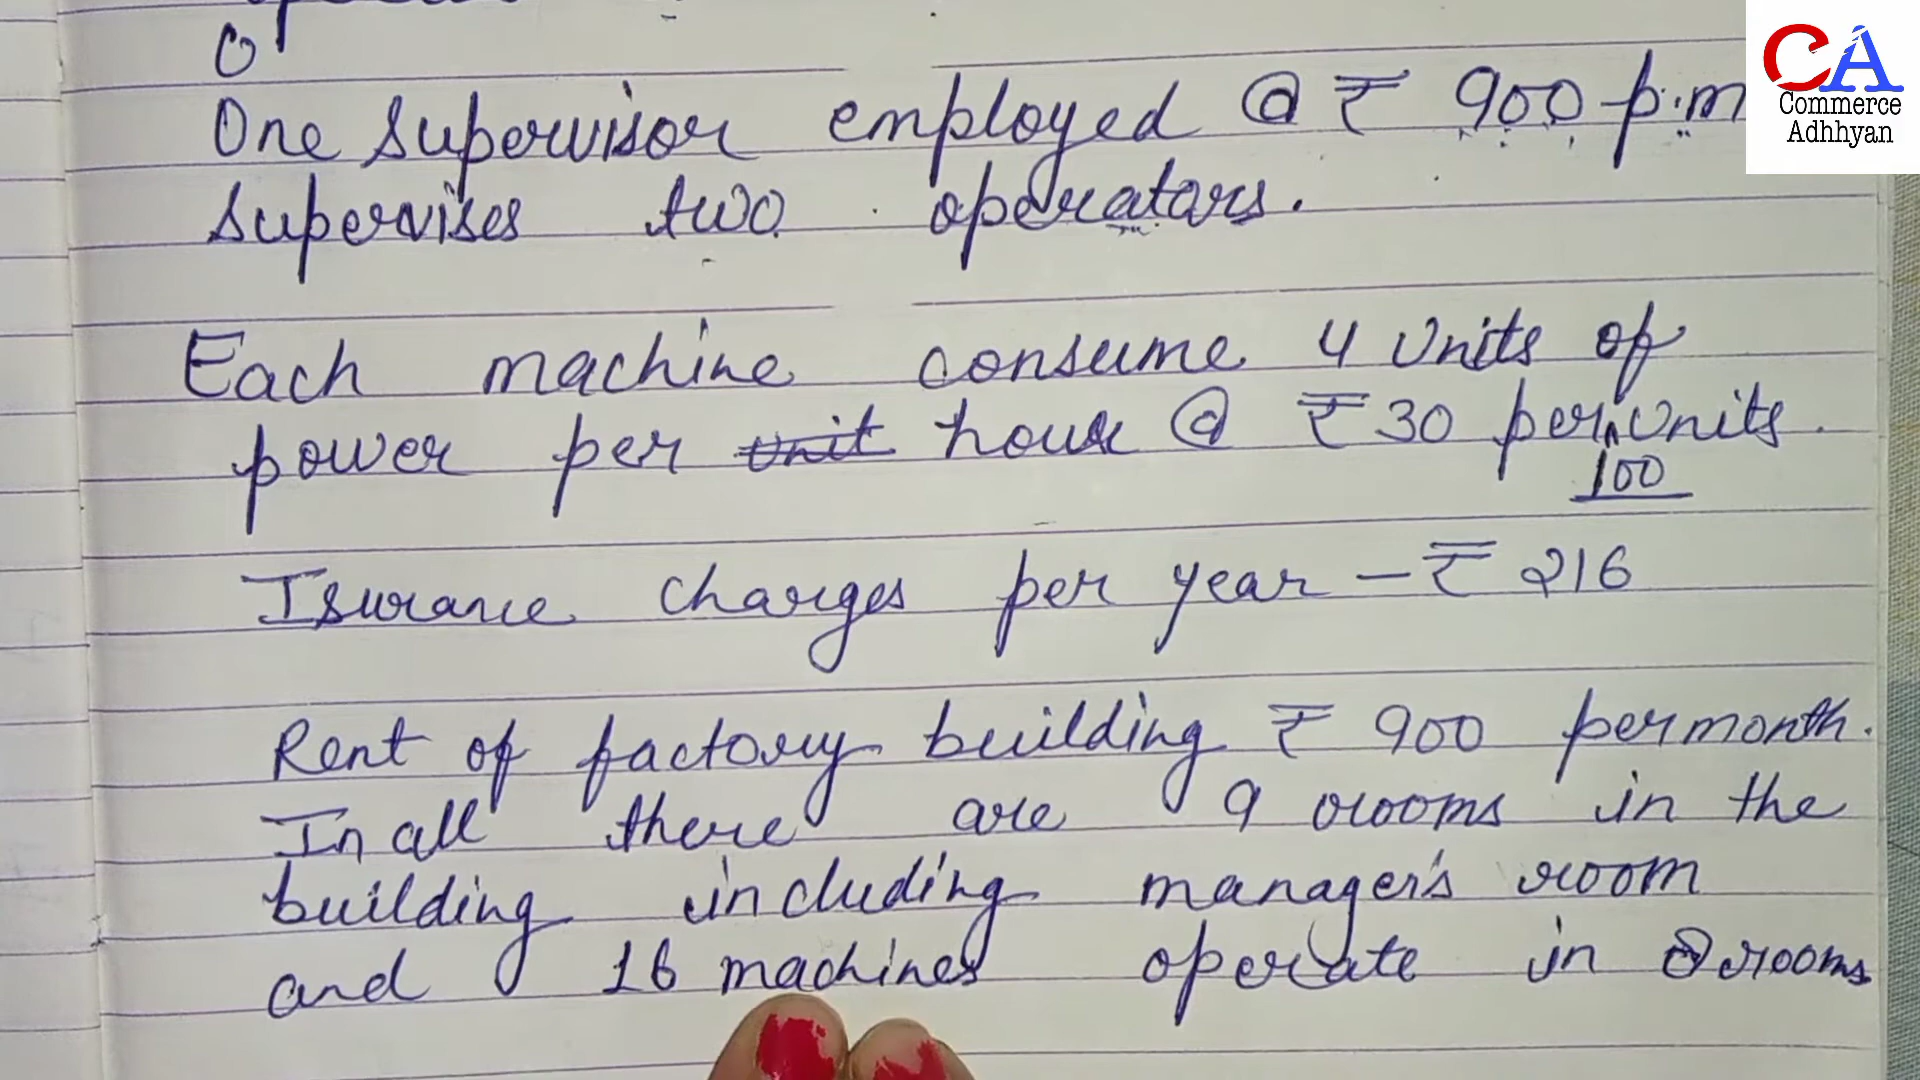 CA
Commerce
Adhhyan
One Supervisor employed @ ₹ 900 p.m
Supervises two operators.
Each machine consume 4 Units of
power per unit hour @ ₹ 30 per units.
100
Isurance charges per year - ₹ 216
Rent of factory building ₹ 900 per month.
In all there are 9 rooms in the
building including manager's room
and 16 machines operate in 8 rooms